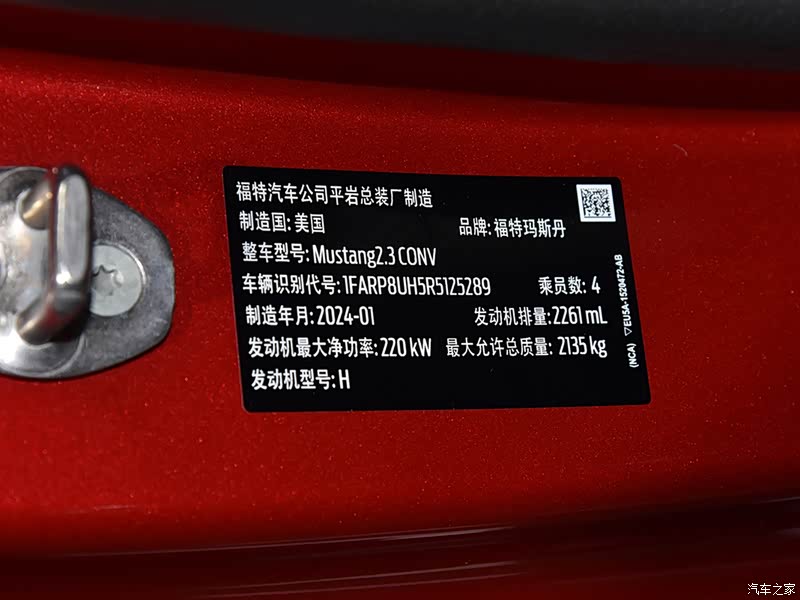 福特汽车公司平岩总装厂制造
制造国: 美国 品牌: 福特玛斯丹
整车型号: Mustang2.3 CONV
车辆识别代号: 1FARP8UH5R5125289 乘员数: 4
制造年月: 2024-01 发动机排量: 2261 mL
发动机最大净功率: 220 kW 最大允许总质量: 2135 kg
发动机型号: H
(NCA) ▽EU5A-1520472-AB
汽车之家